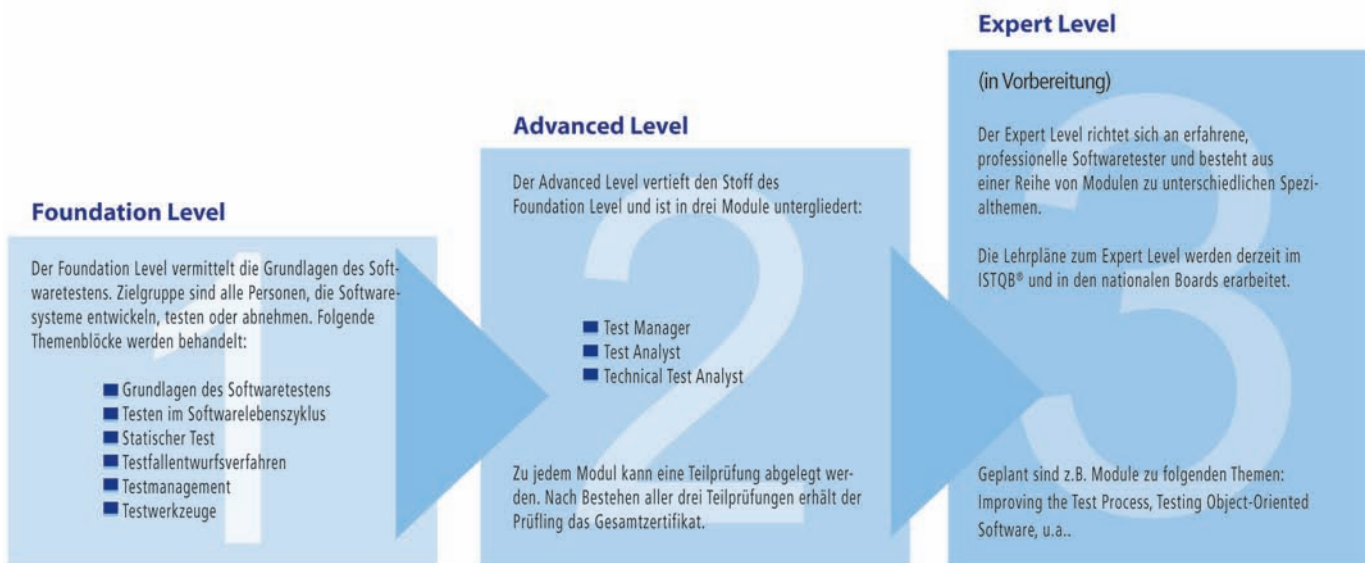 Foundation Level
1
Der Foundation Level vermittelt die Grundlagen des Soft-
waretestens. Zielgruppe sind alle Personen, die Software-
systeme entwickeln, testen oder abnehmen. Folgende
Themenblöcke werden behandelt:
Grundlagen des Softwaretestens
Testen im Softwarelebenszyklus
Statischer Test
Testfallentwurfsverfahren
Testmanagement
Testwerkzeuge
Advanced Level
2
Der Advanced Level vertieft den Stoff des
Foundation Level und ist in drei Module untergliedert:
Test Manager
Test Analyst
Technical Test Analyst
Zu jedem Modul kann eine Teilprüfung abgelegt wer-
den. Nach Bestehen aller drei Teilprüfungen erhält der
Prüfling das Gesamtzertifikat.
Expert Level
3
(in Vorbereitung)
Der Expert Level richtet sich an erfahrene,
professionelle Softwaretester und besteht aus
einer Reihe von Modulen zu unterschiedlichen Spezi-
althemen.
Die Lehrpläne zum Expert Level werden derzeit im
ISTQB® und in den nationalen Boards erarbeitet.
Geplant sind z.B. Module zu folgenden Themen:
Improving the Test Process, Testing Object-Oriented
Software, u.a..